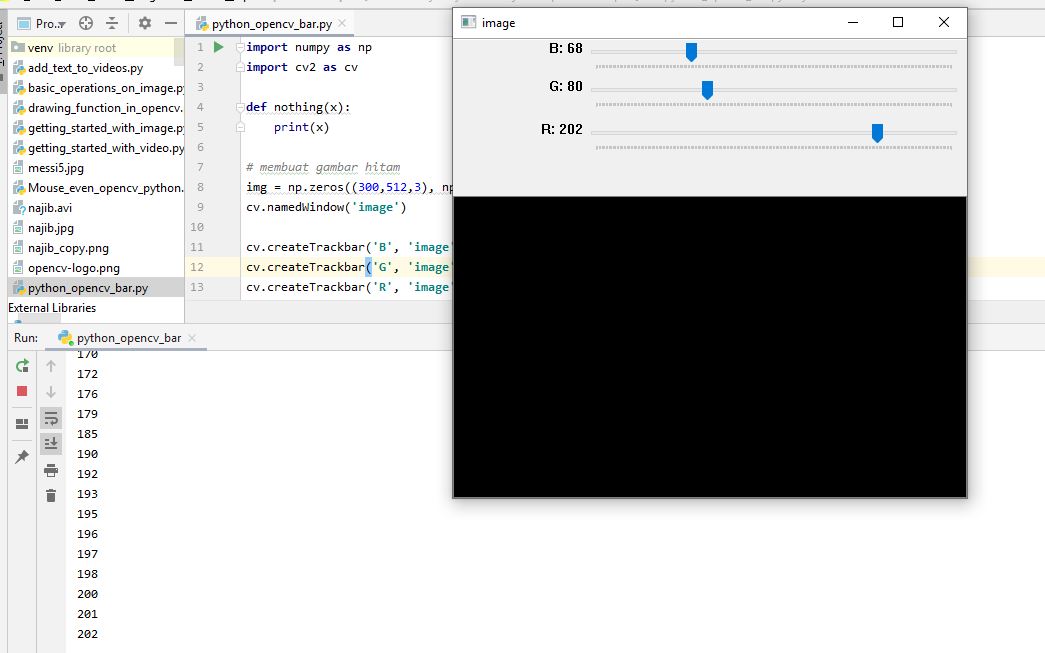 Pro...
python_opencv_bar.py
image
venv library root
add_text_to_videos.py
basic_operations_on_image.py
drawing_function_in_opencv.
getting_started_with_image.py
getting_started_with_video.py
messi5.jpg
Mouse_even_opencv_python.
najib.avi
najib.jpg
najib_copy.png
opencv-logo.png
python_opencv_bar.py
External Libraries
1 import numpy as np
2 import cv2 as cv
3
4 def nothing(x):
5 print(x)
6
7 # membuat gambar hitam
8 img = np.zeros((300,512,3), np
9 cv.namedWindow('image')
10
11 cv.createTrackbar('B', 'image'
12 cv.createTrackbar('G', 'image'
13 cv.createTrackbar('R', 'image'
B: 68
G: 80
R: 202
Run: python_opencv_bar
170
172
176
179
185
190
192
193
195
196
197
198
200
201
202